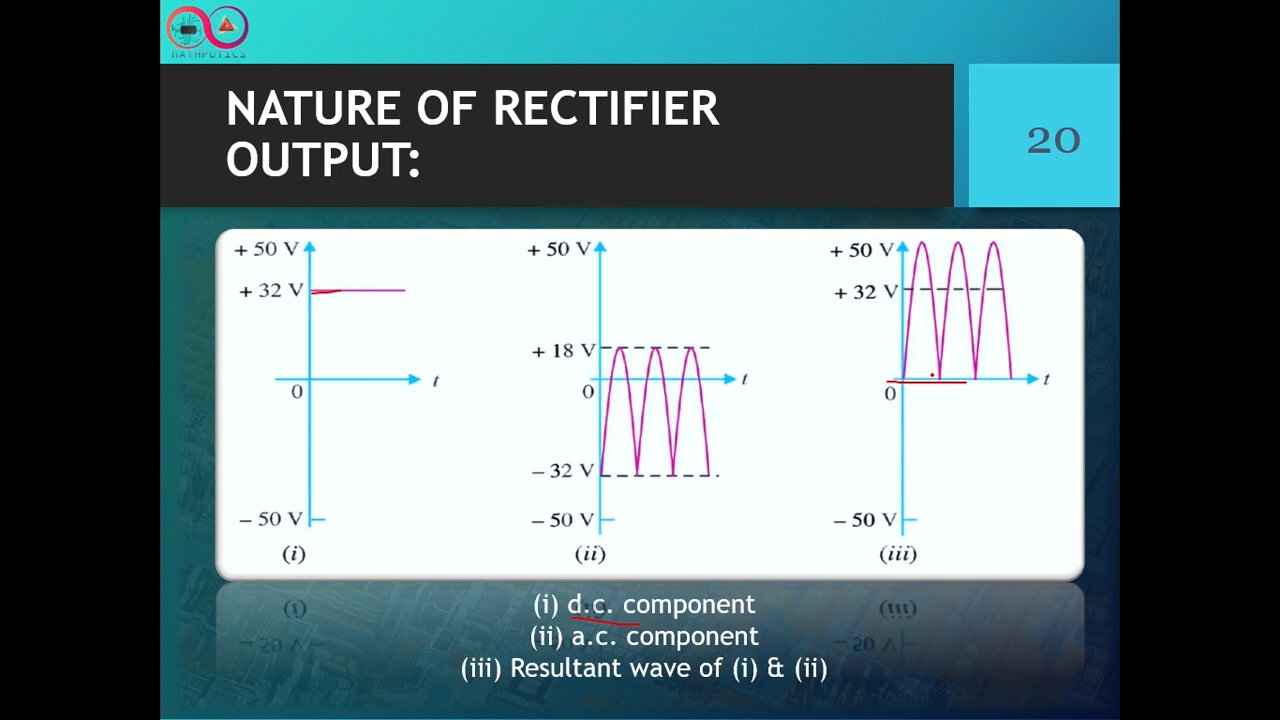 MATHPOTICS
NATURE OF RECTIFIER
OUTPUT:
20
+ 50 V
+ 32 V
0
t
– 50 V
(i)
+ 50 V
+ 18 V
0
t
– 32 V
– 50 V
(ii)
+ 50 V
+ 32 V
0
t
– 50 V
(iii)
(i) d.c. component
(ii) a.c. component
(iii) Resultant wave of (i) & (ii)